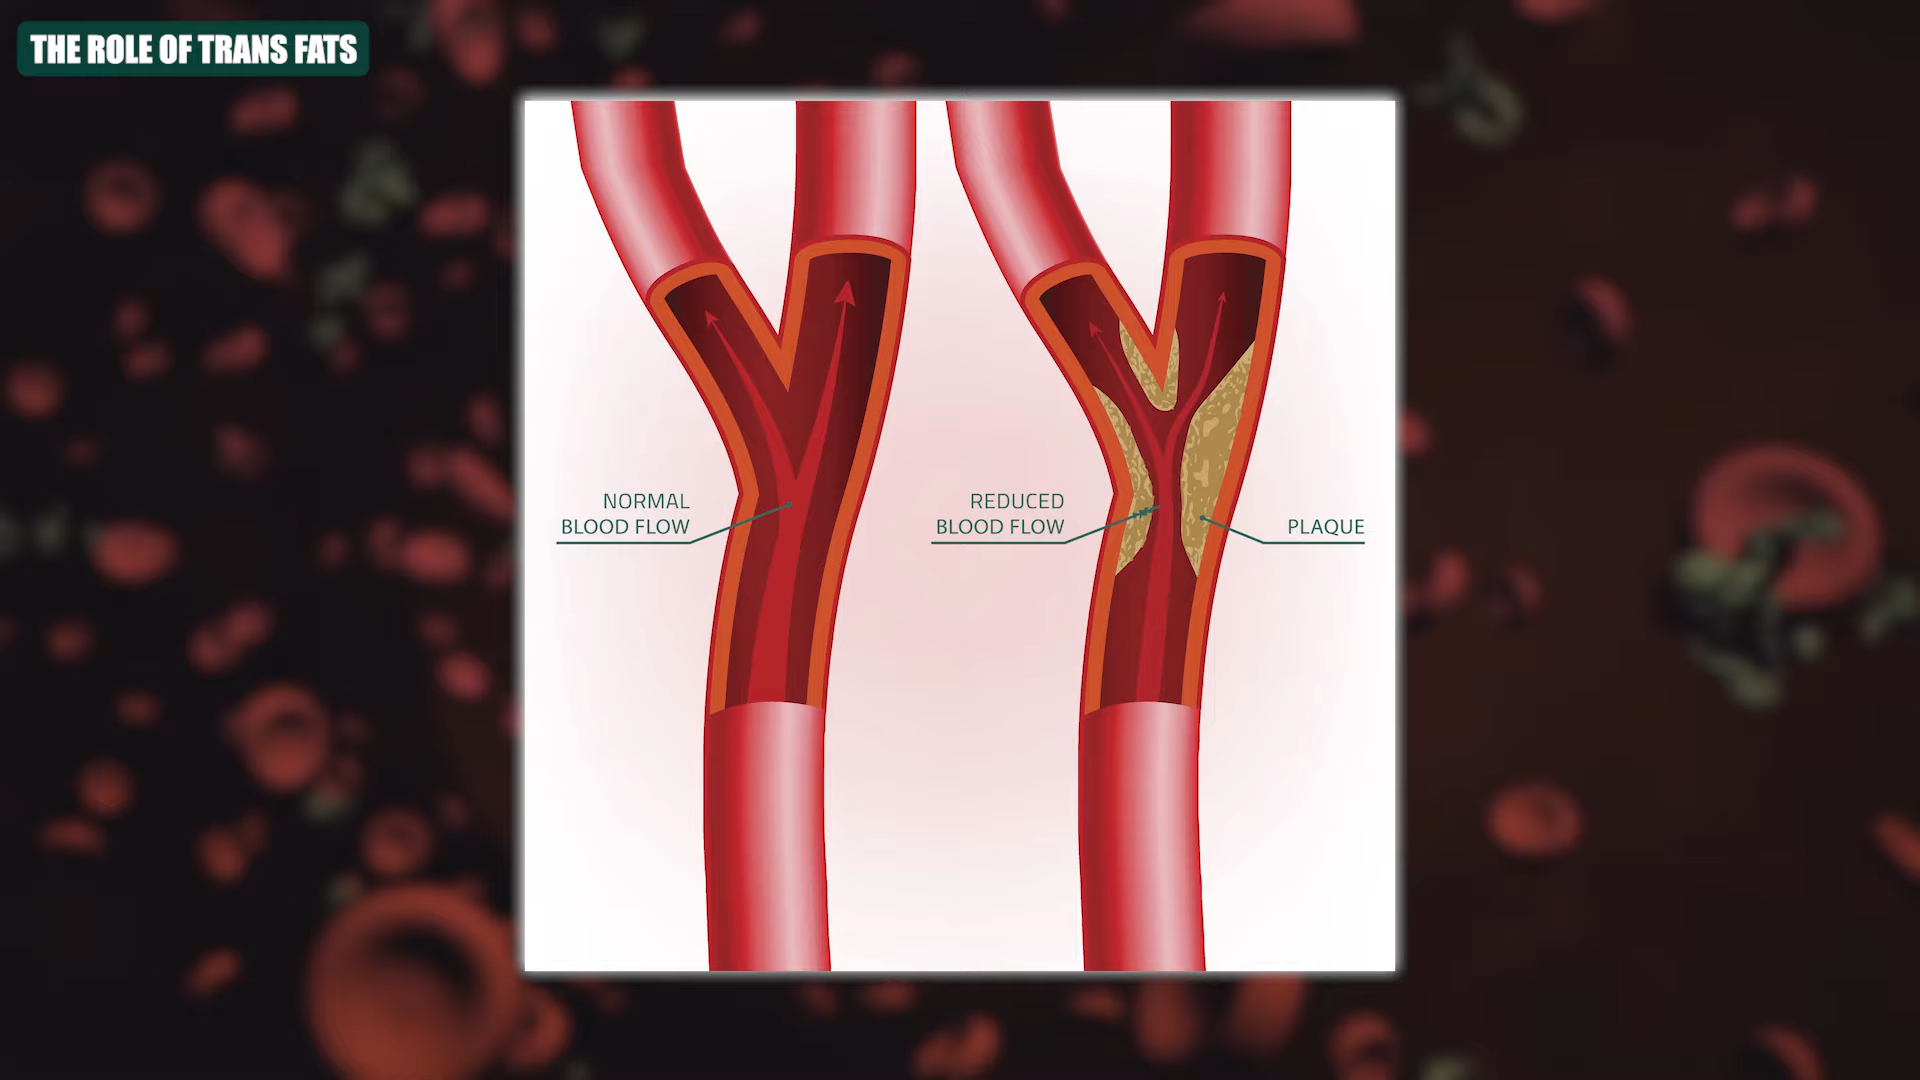 THE ROLE OF TRANS FATS
NORMAL
BLOOD FLOW
REDUCED
BLOOD FLOW
PLAQUE